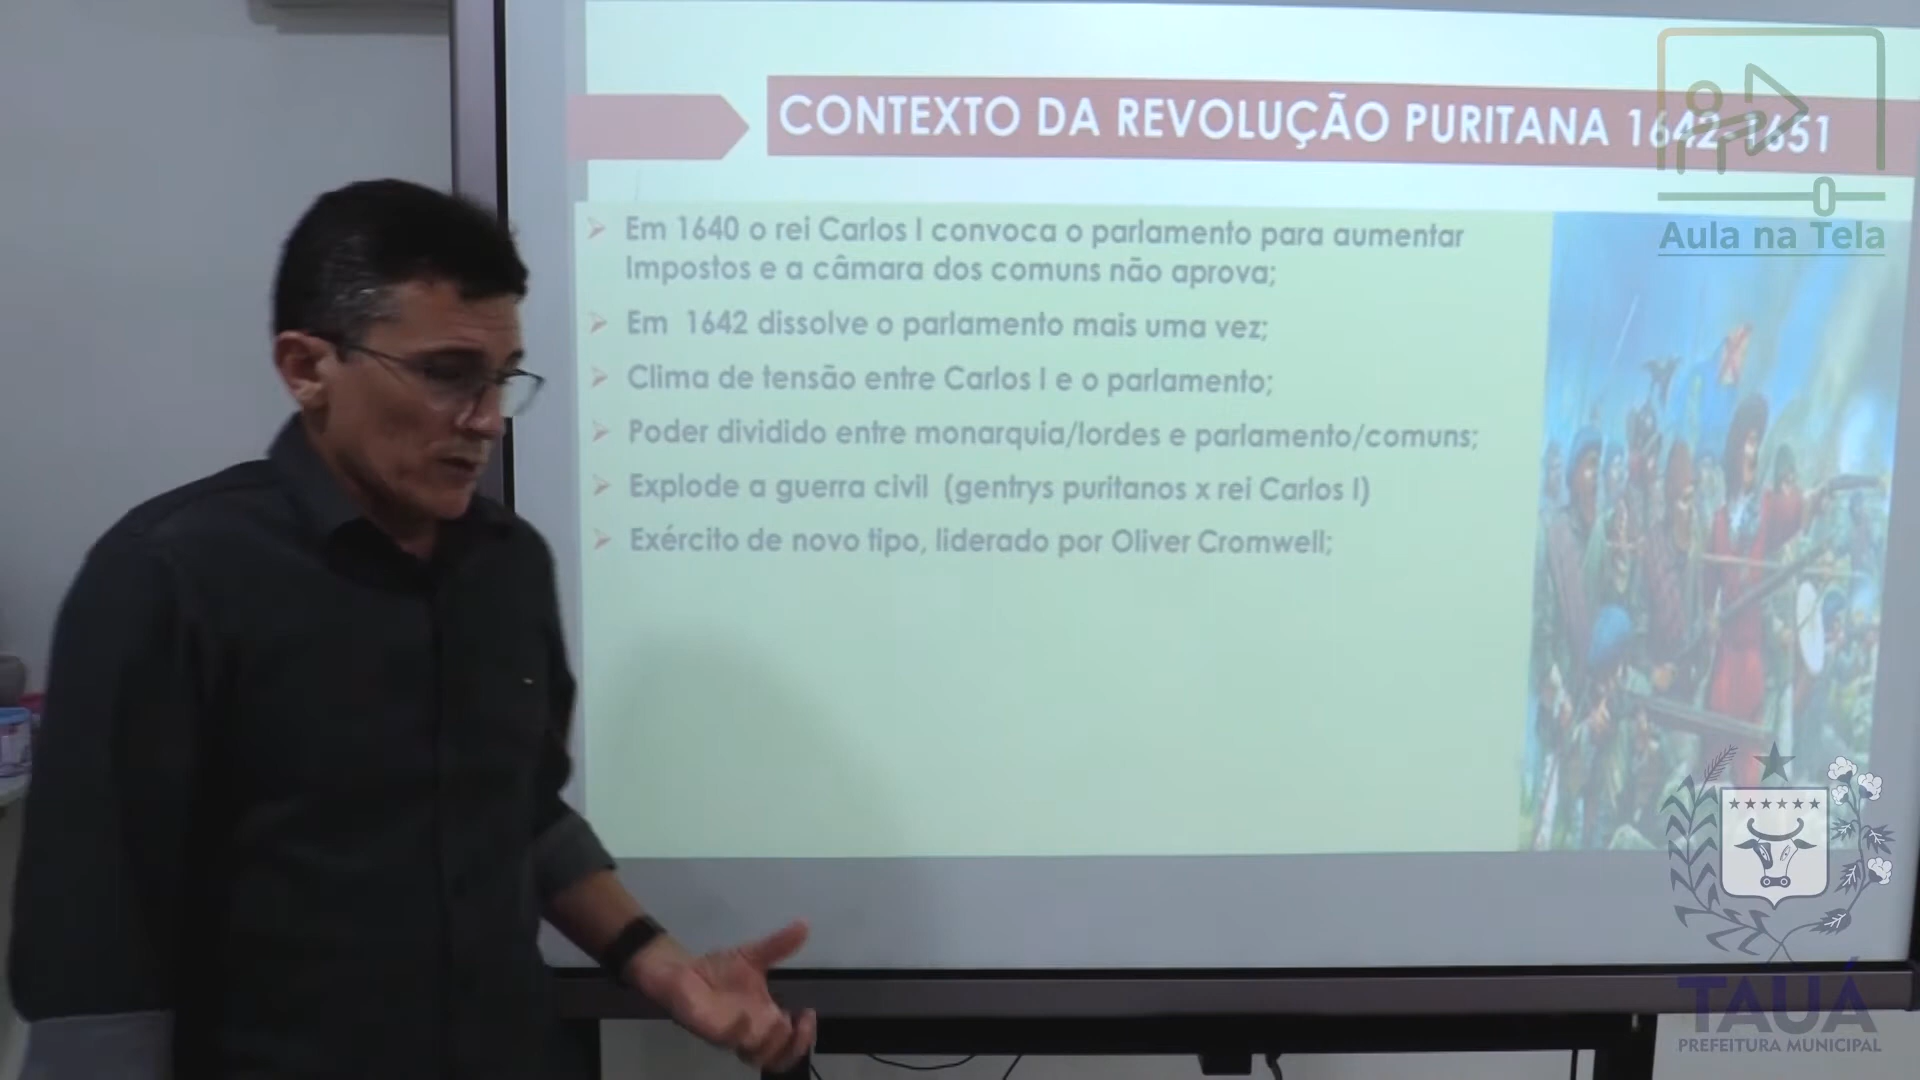 CONTEXTO DA REVOLUÇÃO PURITANA 1642-1651
Em 1640 o rei Carlos I convoca o parlamento para aumentar
Impostos e a câmara dos comuns não aprova;
Em 1642 dissolve o parlamento mais uma vez;
Clima de tensão entre Carlos I e o parlamento;
Poder dividido entre monarquia/lordes e parlamento/comuns;
Explode a guerra civil (gentrys puritanos x rei Carlos I)
Exército de novo tipo, liderado por Oliver Cromwell;
Aula na Tela
TAUÁ
PREFEITURA MUNICIPAL